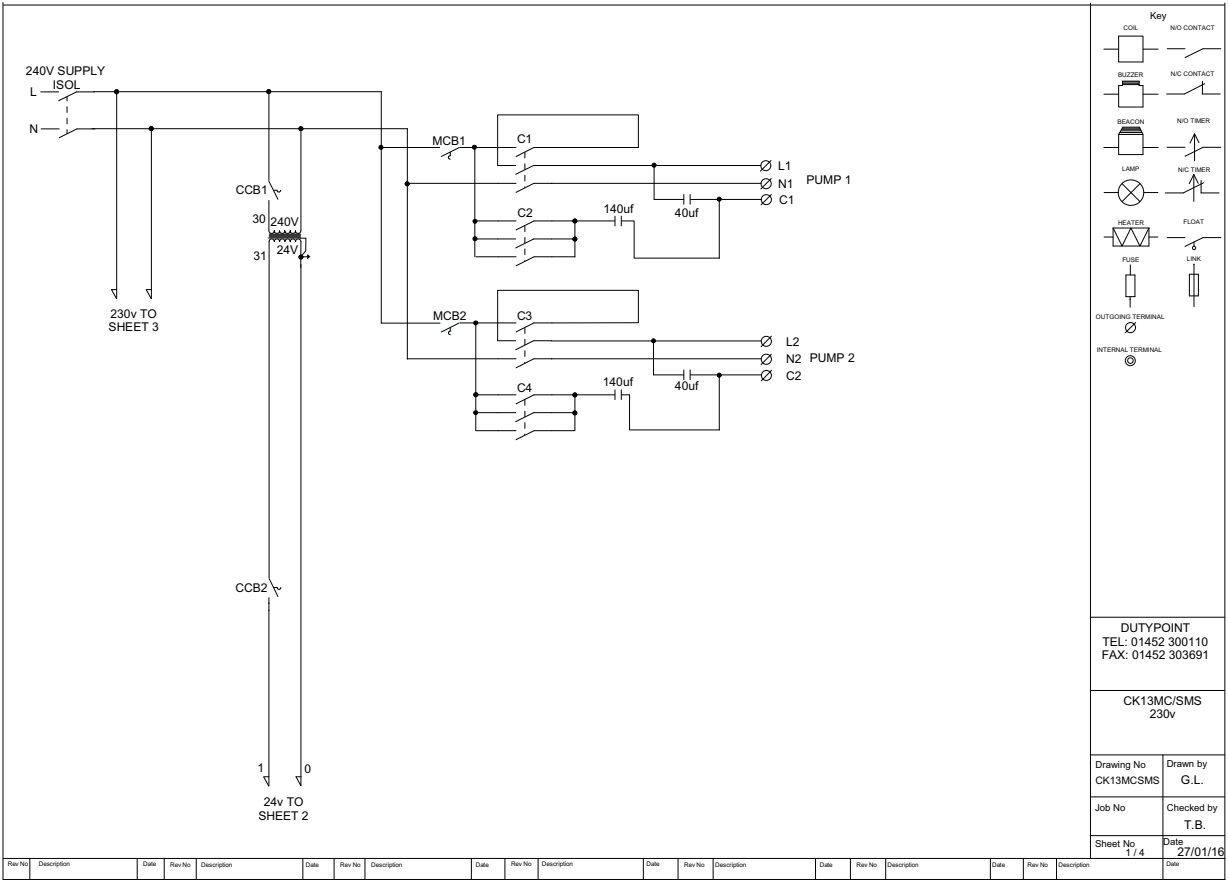 240V SUPPLY
ISOL
L
N
CCB1
30
240V
24V
31
230v TO
SHEET 3
CCB2
1
0
24v TO
SHEET 2
MCB1
C1
L1
N1
PUMP 1
C1
40uf
C2
140uf
MCB2
C3
L2
N2
PUMP 2
C2
40uf
C4
140uf
Key
COIL
N/O CONTACT
BUZZER
N/C CONTACT
BEACON
N/O TIMER
LAMP
N/C TIMER
HEATER
FLOAT
FUSE
LINK
OUTGOING TERMINAL
INTERNAL TERMINAL
DUTYPOINT
TEL: 01452 300110
FAX: 01452 303691
CK13MC/SMS
230v
Drawing No
CK13MCSMS
Drawn by
G.L.
Job No
Checked by
T.B.
Sheet No
1 / 4
Date
27/01/16
Rev No Description Date Rev No Description Date Rev No Description Date Rev No Description Date Rev No Description Date Rev No Description Date Rev No Description Date